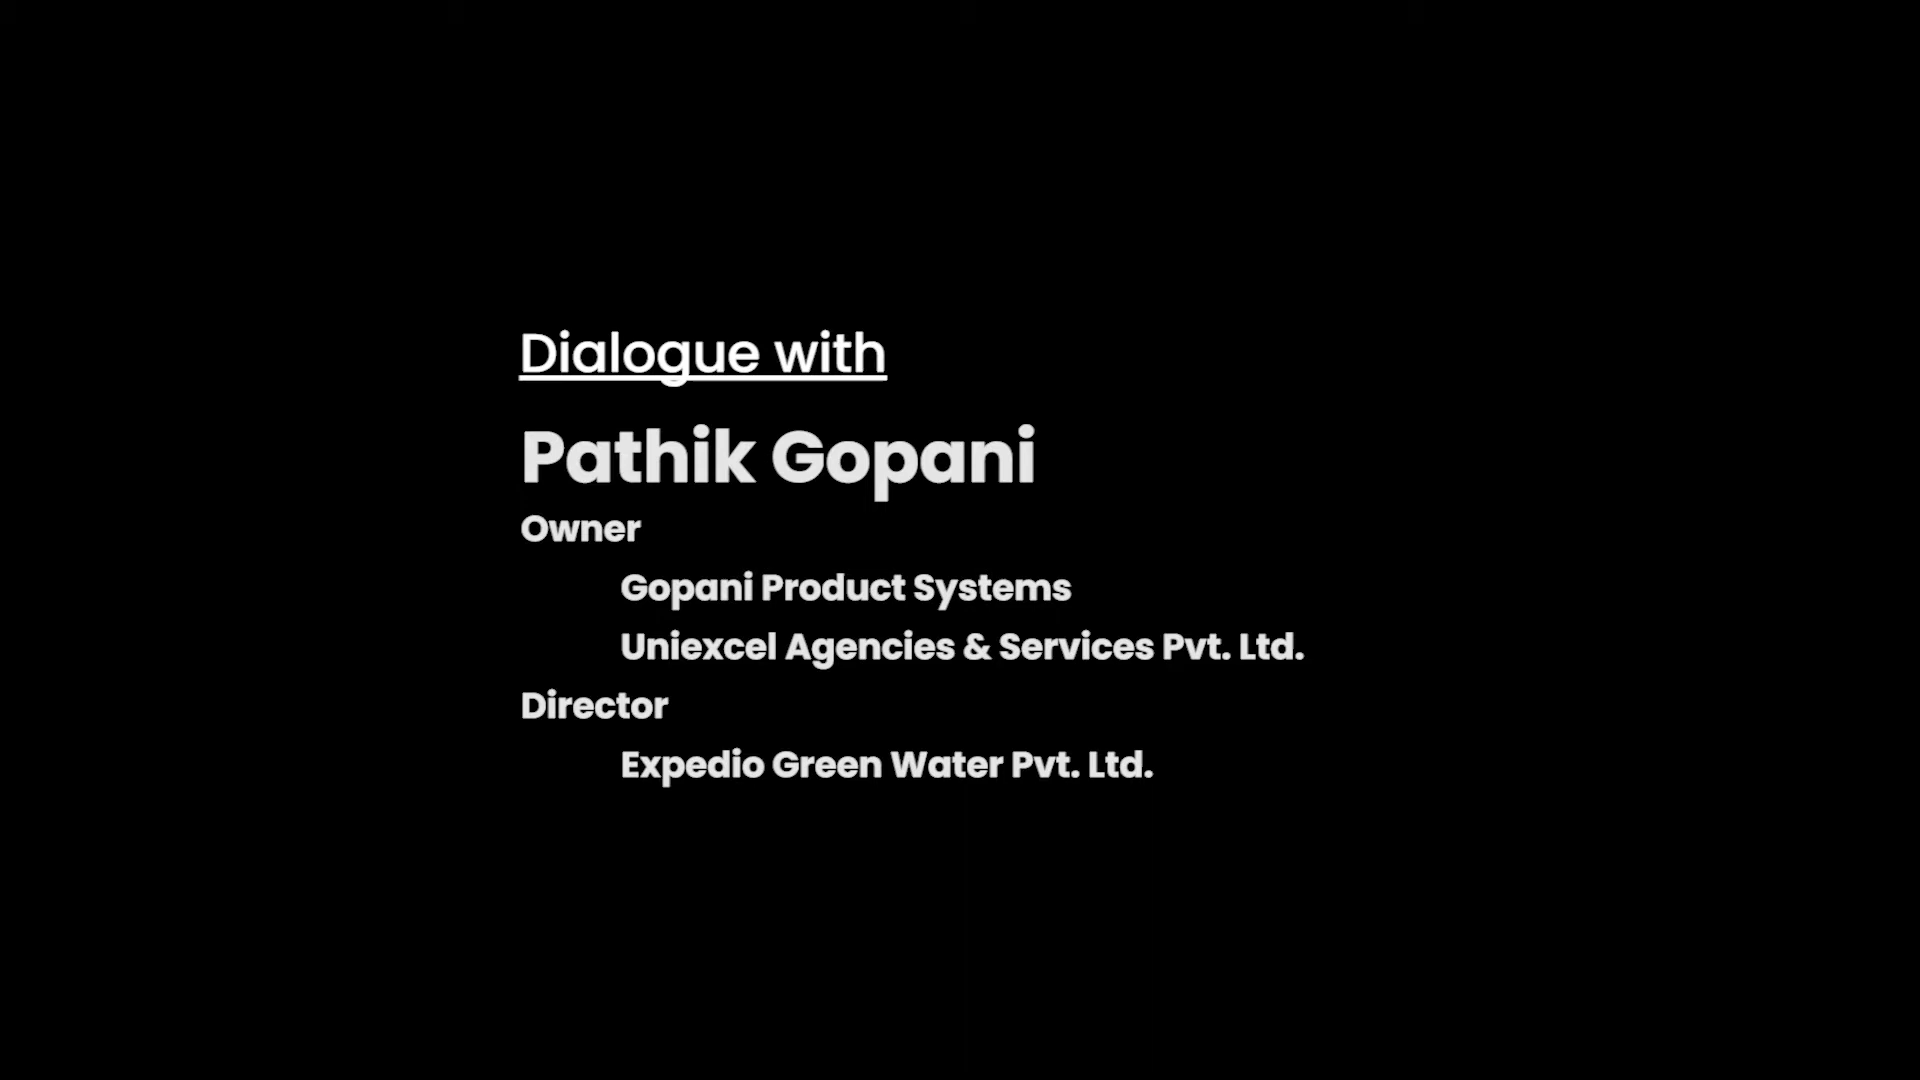 Dialogue with
Pathik Gopani
Owner
Gopani Product Systems
Uniexcel Agencies & Services Pvt. Ltd.
Director
Expedio Green Water Pvt. Ltd.